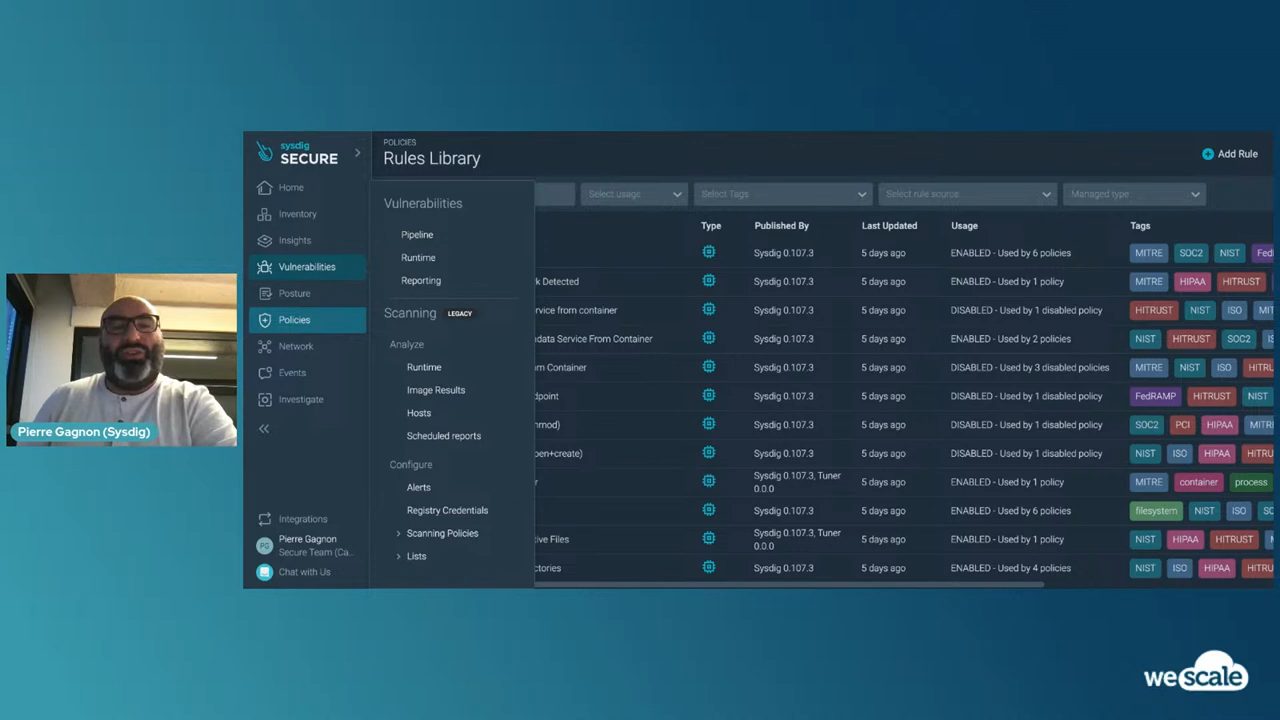 sysdig
SECURE
Home
Inventory
Insights
Vulnerabilities
Posture
Policies
Network
Events
Investigate
Integrations
PG
Pierre Gagnon
Secure Team (Ca...
Chat with Us
POLICIES
Rules Library
Add Rule
Vulnerabilities
Pipeline
Runtime
Reporting
Scanning LEGACY
Analyze
Runtime
Image Results
Hosts
Scheduled reports
Configure
Alerts
Registry Credentials
Scanning Policies
Lists
Select usage Select Tags Select rule source Managed type
Type Published By Last Updated Usage Tags
Sysdig 0.107.3 5 days ago ENABLED - Used by 6 policies MITRE SOC2 NIST
k Detected Sysdig 0.107.3 5 days ago ENABLED - Used by 1 policy MITRE HIPAA HITRUST
service from container Sysdig 0.107.3 5 days ago DISABLED - Used by 1 disabled policy HITRUST NIST ISO
adata Service From Container Sysdig 0.107.3 5 days ago ENABLED - Used by 2 policies NIST HITRUST SOC2
m Container Sysdig 0.107.3 5 days ago DISABLED - Used by 3 disabled policies MITRE NIST ISO
dpoint Sysdig 0.107.3 5 days ago DISABLED - Used by 1 disabled policy FedRAMP HITRUST NIST
mod) Sysdig 0.107.3 5 days ago DISABLED - Used by 1 disabled policy SOC2 PCI HIPAA
pen+create) Sysdig 0.107.3 5 days ago DISABLED - Used by 1 disabled policy NIST ISO HIPAA
r Sysdig 0.107.3, Tuner 0.0.0 5 days ago ENABLED - Used by 1 policy MITRE container process
Sysdig 0.107.3 5 days ago ENABLED - Used by 4 policies filesystem NIST ISO
tive Files Sysdig 0.107.3, Tuner 0.0.0 5 days ago ENABLED - Used by 1 policy NIST HIPAA HITRUST
ctories Sysdig 0.107.3 5 days ago ENABLED - Used by 4 policies NIST ISO HIPAA
Pierre Gagnon (Sysdig)
wescale